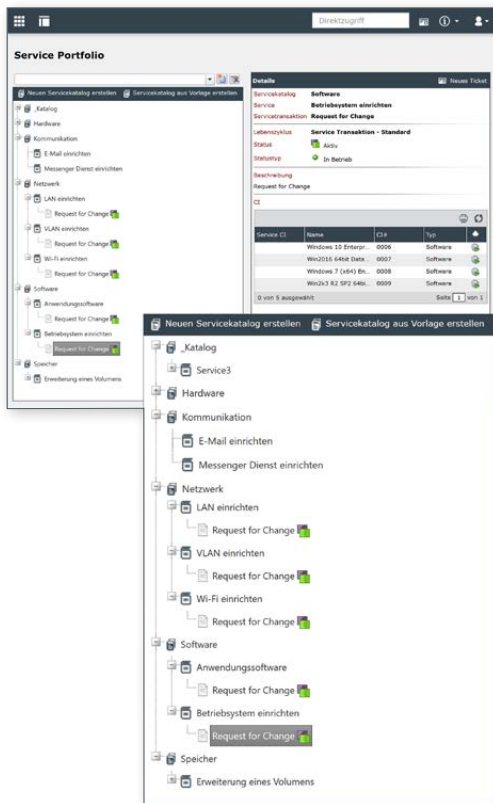 Direktzugriff
Service Portfolio
Neuen Servicekatalog erstellen Servicekatalog aus Vorlage erstellen
_Katalog
Hardware
Kommunikation
E-Mail einrichten
Messenger Dienst einrichten
Netzwerk
LAN einrichten
Request for Change
VLAN einrichten
Request for Change
Wi-Fi einrichten
Request for Change
Software
Anwendungssoftware
Request for Change
Betriebsystem einrichten
Request for Change
Speicher
Erweiterung eines Volumens
Details Neues Ticket
Servicekatalog Software
Service Betriebsystem einrichten
Servicetransaktion Request for Change
Lebenszyklus Service Transaktion - Standard
Status Aktiv
Statustyp In Betrieb
Beschreibung
Request for Change
CI
Service CI Name CI# Typ
Windows 10 Enterpr... 0006 Software
Win2016 64bit Date... 0007 Software
Windows 7 (x64) En... 0008 Software
Win2k3 R2 SP2 64bi... 0009 Software
0 von 5 ausgewählt Seite 1 von 1
Neuen Servicekatalog erstellen Servicekatalog aus Vorlage erstellen
_Katalog
Service3
Hardware
Kommunikation
E-Mail einrichten
Messenger Dienst einrichten
Netzwerk
LAN einrichten
Request for Change
VLAN einrichten
Request for Change
Wi-Fi einrichten
Request for Change
Software
Anwendungssoftware
Request for Change
Betriebsystem einrichten
Request for Change
Speicher
Erweiterung eines Volumens